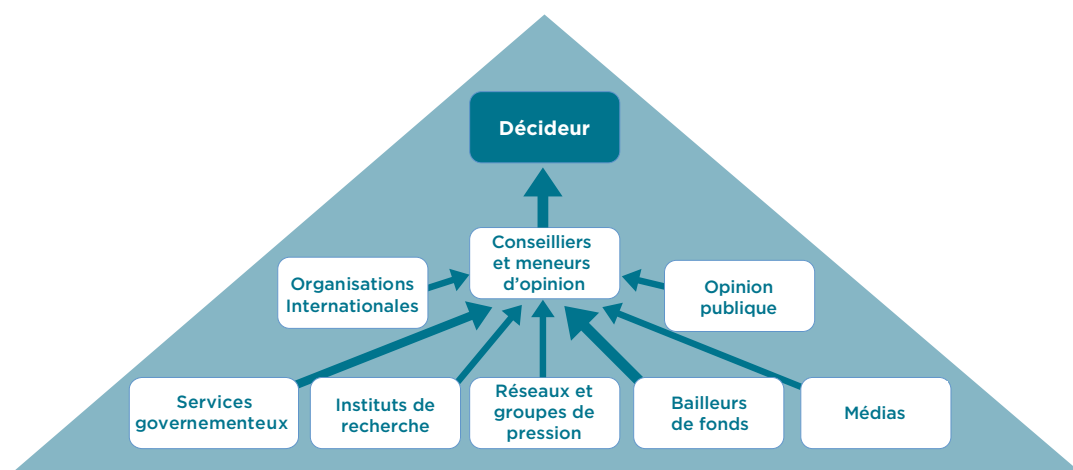 Décideur
Conseilliers
et meneurs
d'opinion
Organisations
Internationales
Opinion
publique
Services
governementeux
Instituts de
recherche
Réseaux et
groupes de
pression
Bailleurs
de fonds
Médias